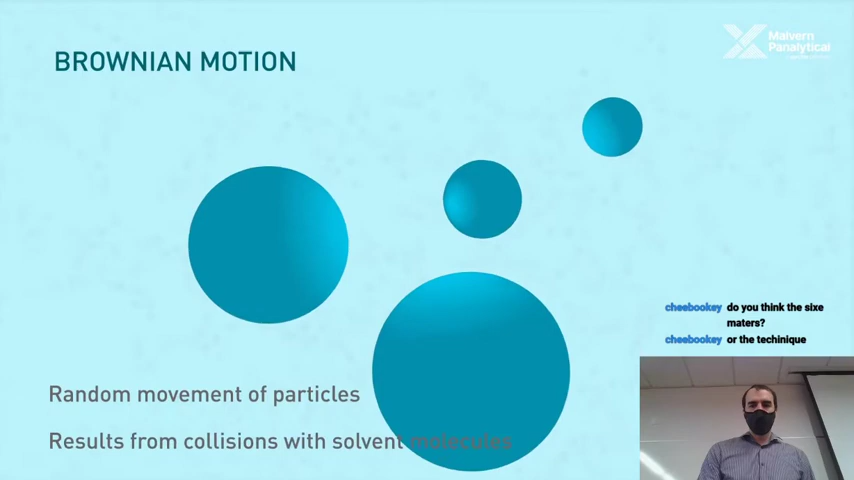 BROWNIAN MOTION
Malvern
Panalytical
cheebookey do you think the sixe
maters?
cheebookey or the techinique
Random movement of particles
Results from collisions with solvent molecules